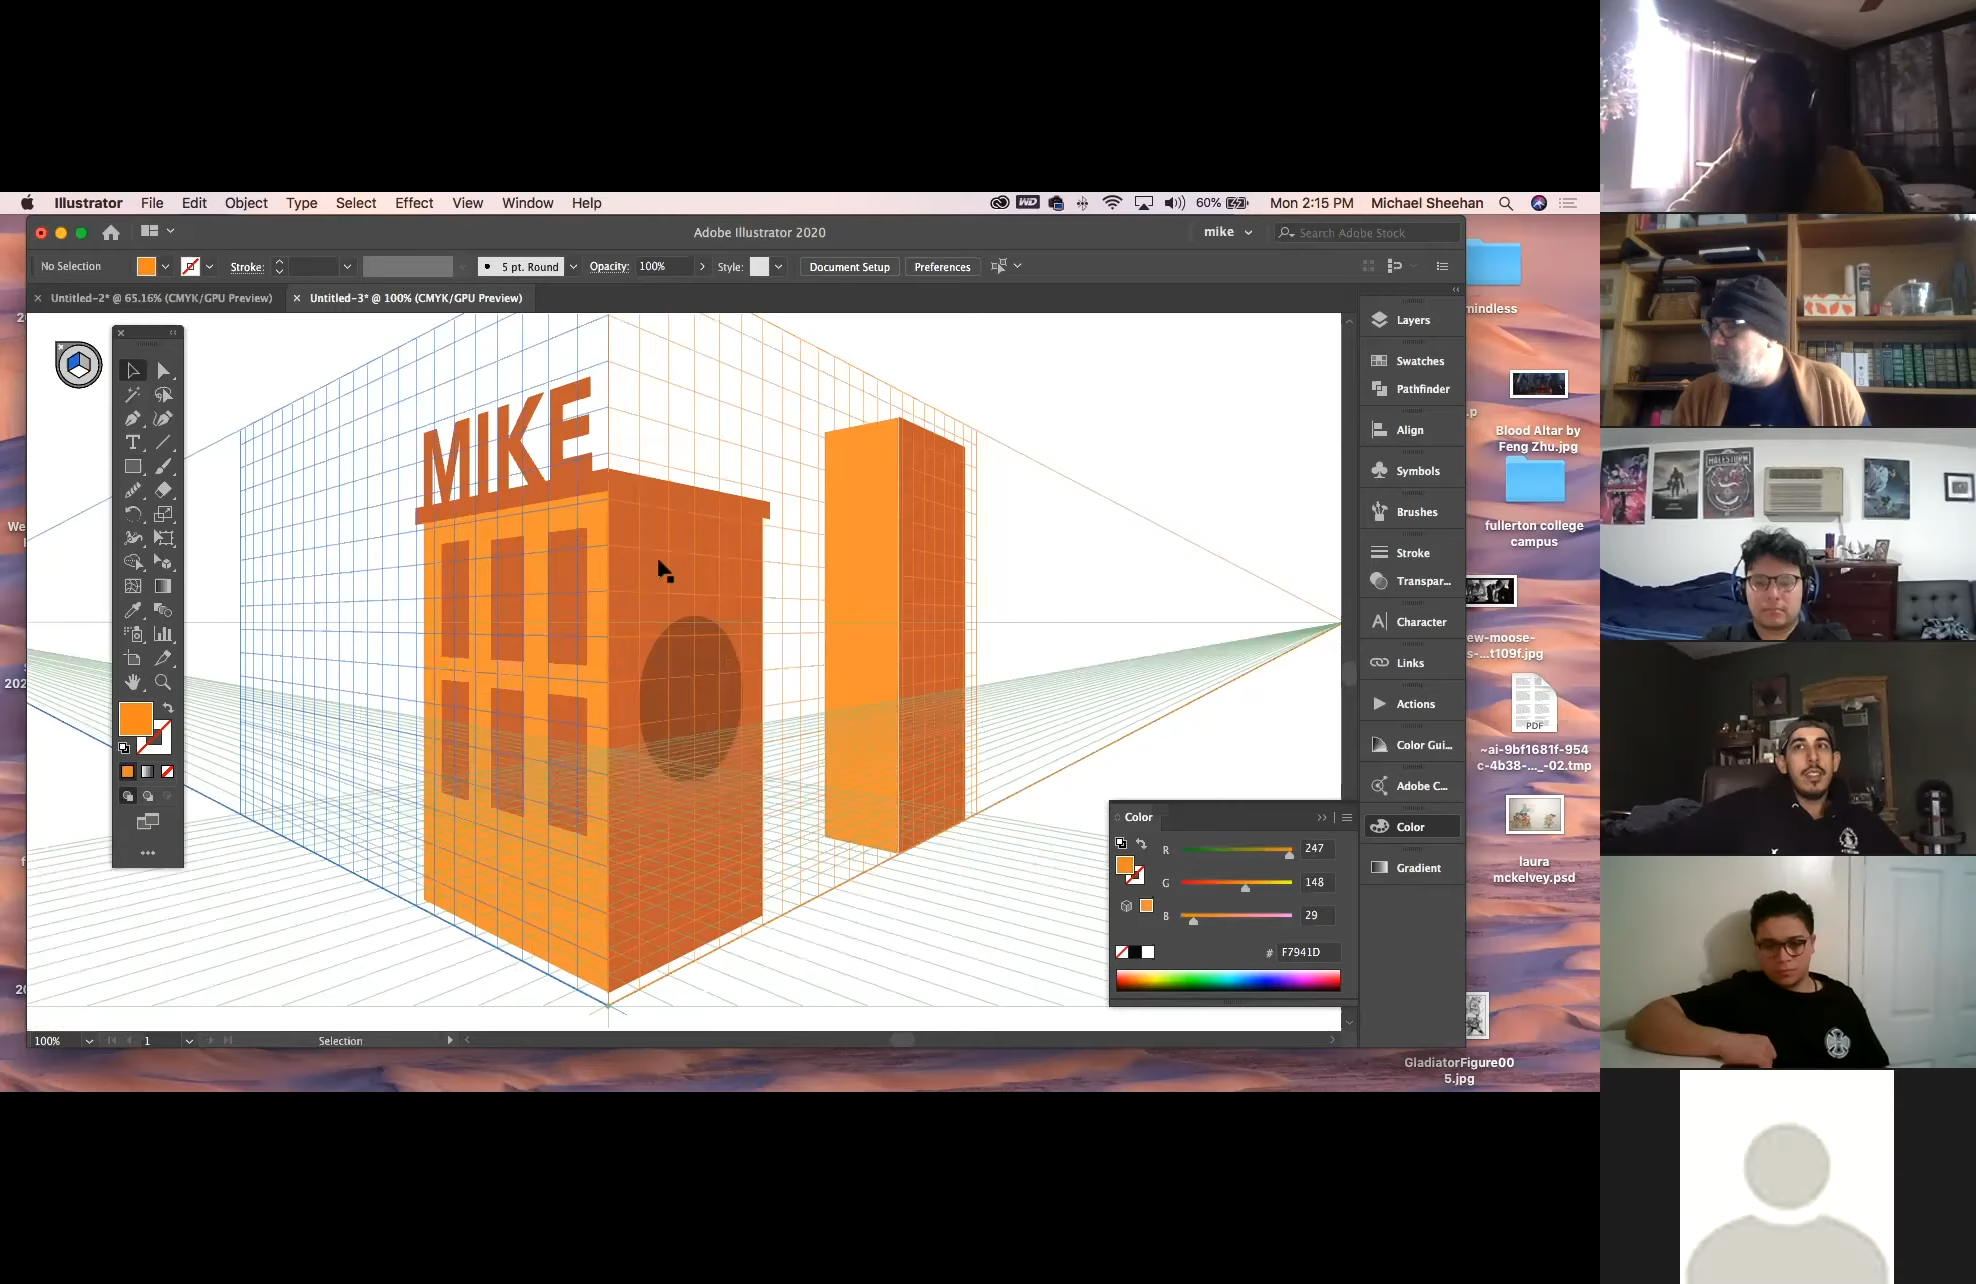 Illustrator File Edit Object Type Select Effect View Window Help
WD 60% Mon 2:15 PM Michael Sheehan
Adobe Illustrator 2020
mike
Search Adobe Stock
No Selection Stroke: 5 pt. Round Opacity: 100% Style: Document Setup Preferences
Untitled-2* @ 65.16% (CMYK/GPU Preview) Untitled-3* @ 100% (CMYK/GPU Preview)
MIKE
Layers
Swatches
Pathfinder
Align
Symbols
Brushes
Stroke
Transpar...
Character
Links
Actions
Color Gui...
Adobe C...
Color
Gradient
Color
R 247
G 148
B 29
# F7941D
100% 1 Selection
mindless
.p
Blood Altar by
Feng Zhu.jpg
fullerton college
campus
ew-moose-
s-...t109f.jpg
PDF
~ai-9bf1681f-954
c-4b38-..._-02.tmp
laura
mckelvey.psd
GladiatorFigure00
5.jpg
We
202
HALESTORM